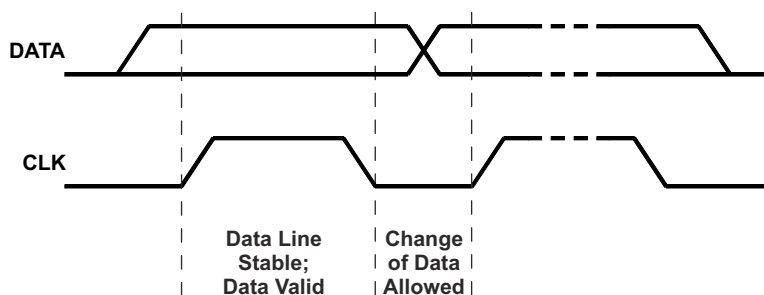 DATA
CLK
Data Line
Stable;
Data Valid
Change
of Data
Allowed